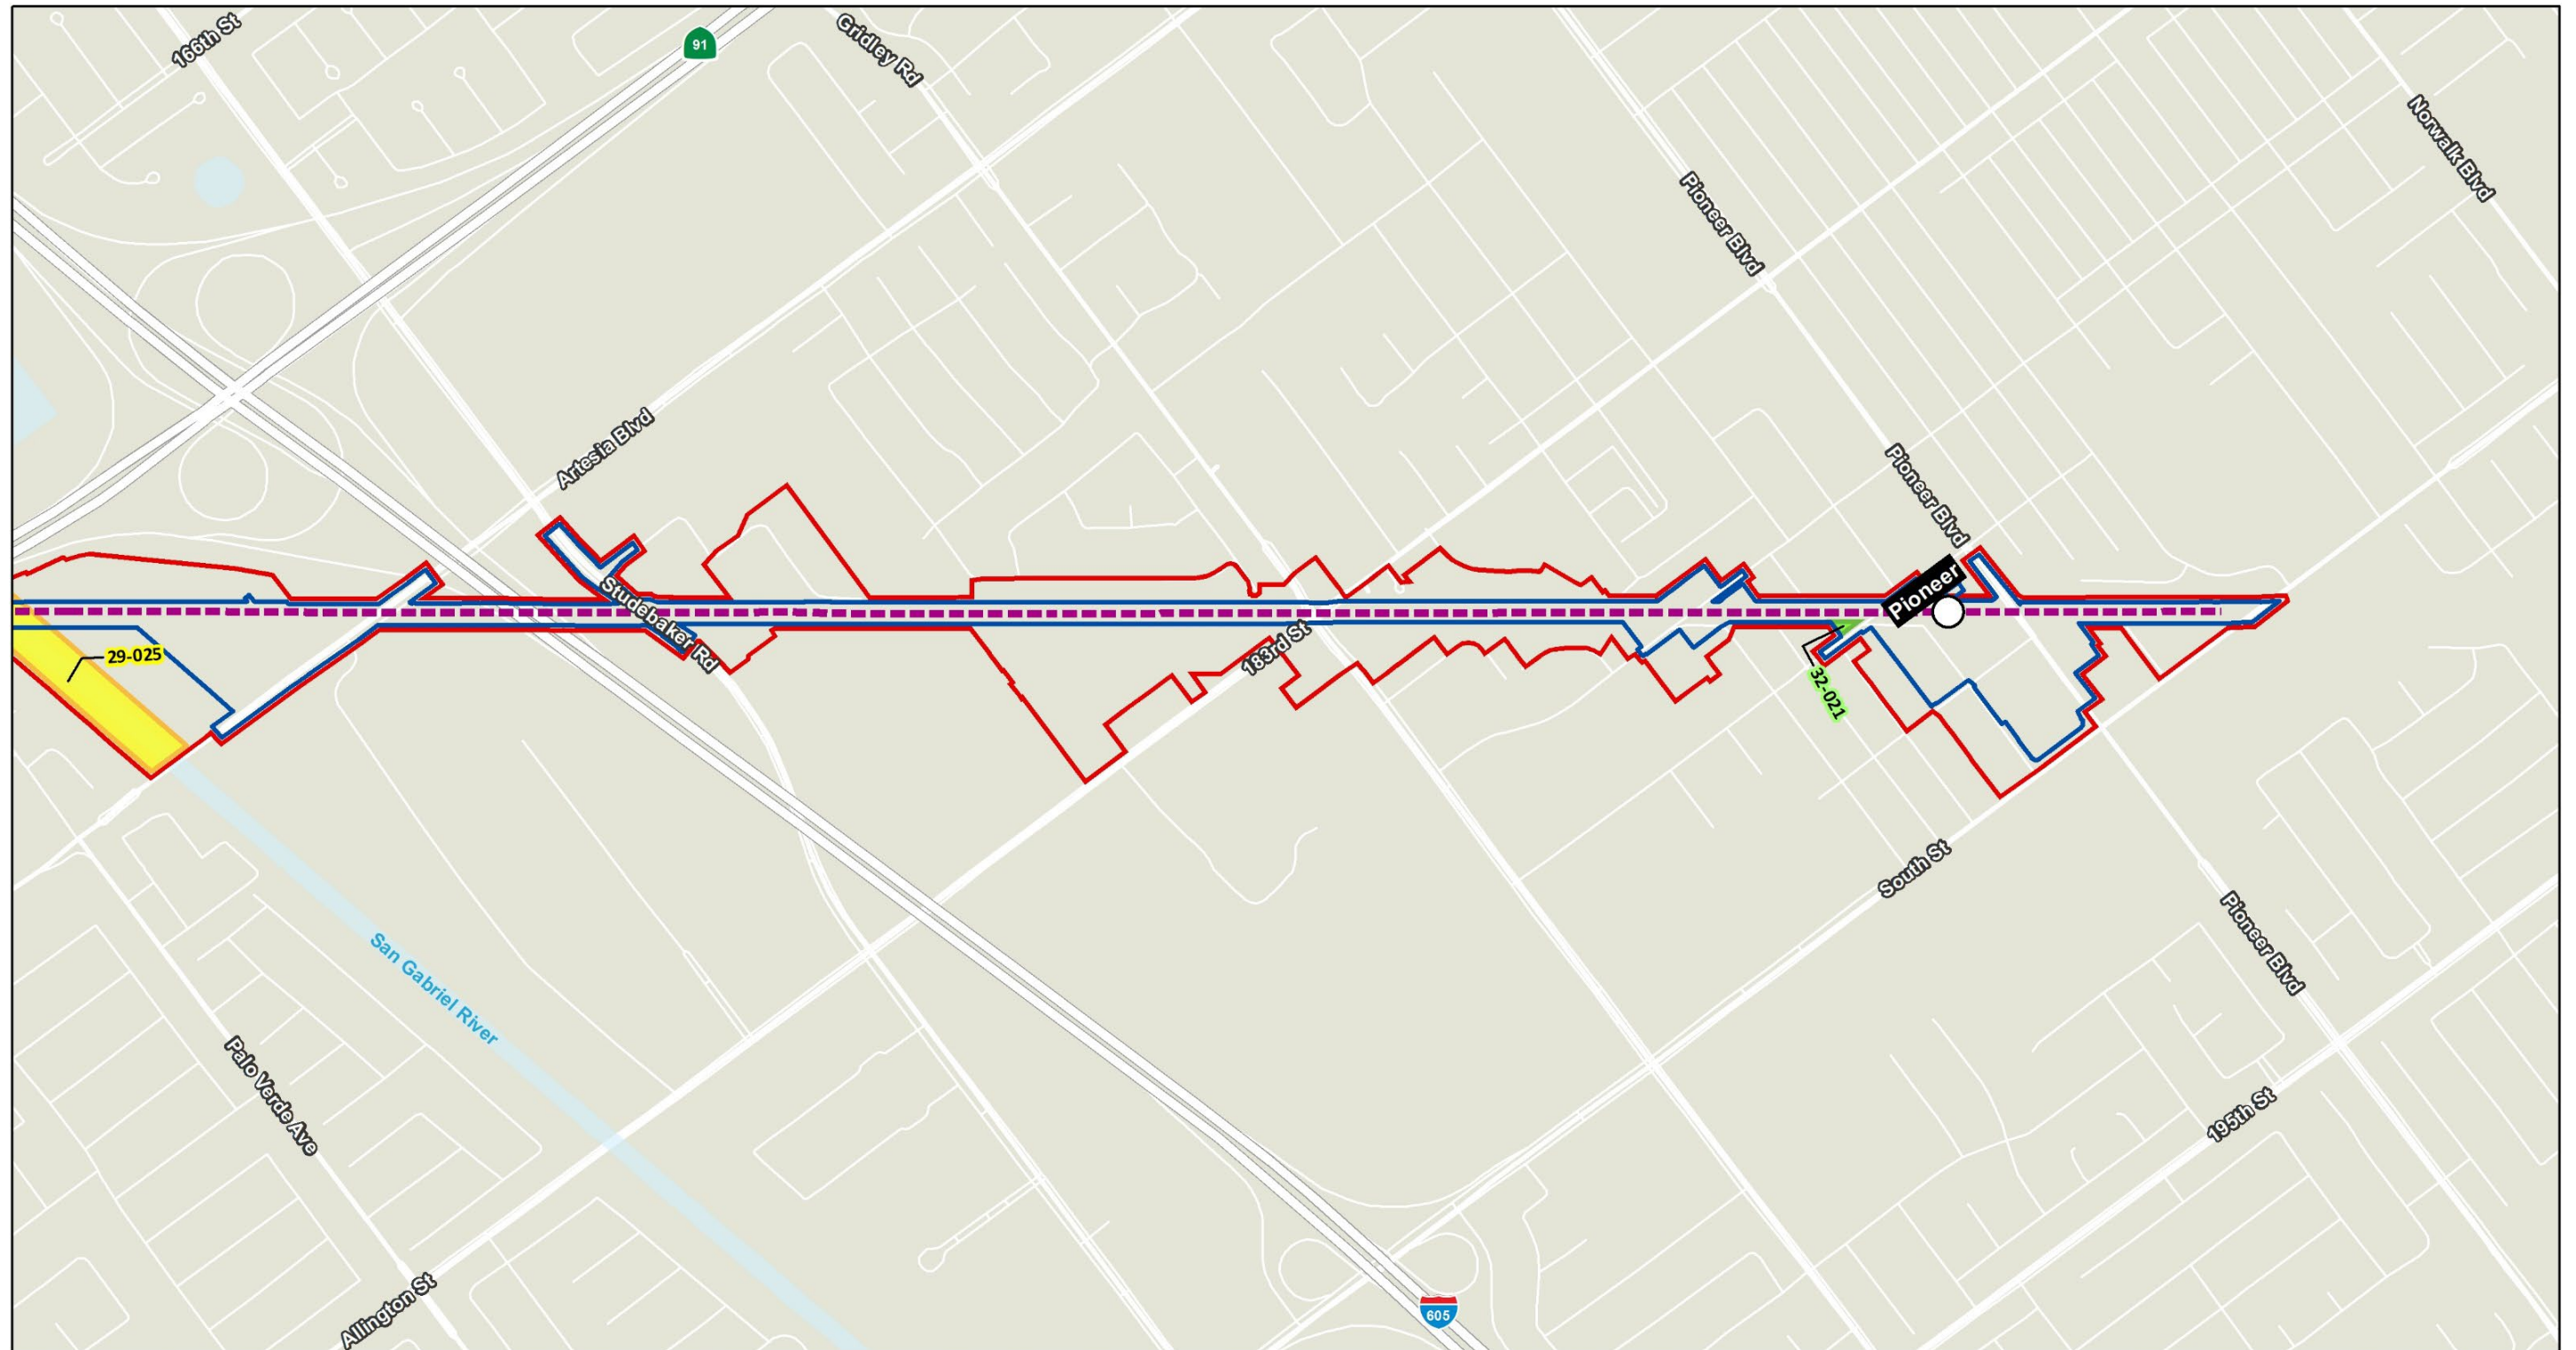 166th St
91
Gridley Rd
Norwalk Blvd
Pioneer Blvd
Artesia Blvd
Pioneer Blvd
Pioneer
Studebaker Rd
183rd St
29-025
32-021
South St
Pioneer Blvd
San Gabriel River
Palo Verde Ave
195th St
Allington St
605